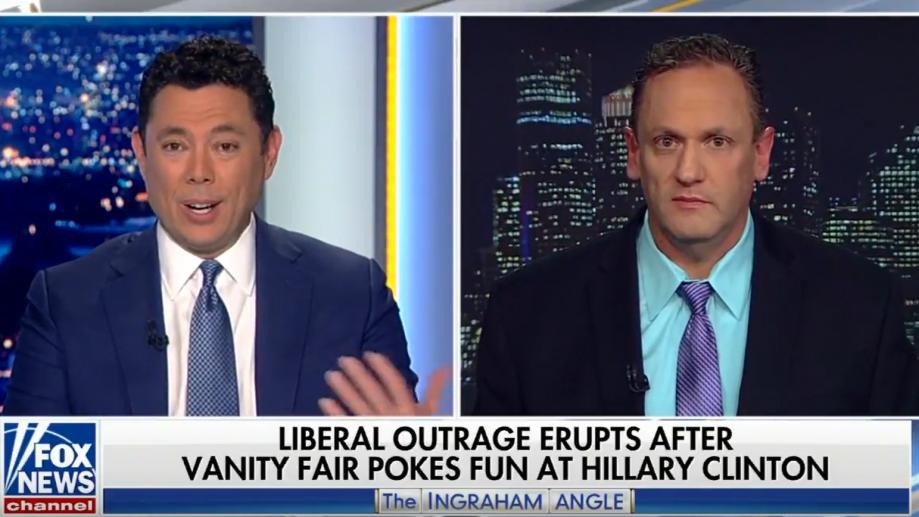 LIBERAL OUTRAGE ERUPTS AFTER
VANITY FAIR POKES FUN AT HILLARY CLINTON
FOX
NEWS
channel
The INGRAHAM ANGLE